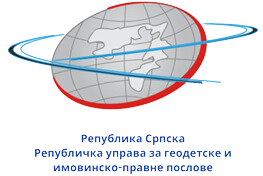 Република Српска
Републичка управа за геодетске и
имовинско-правне послове